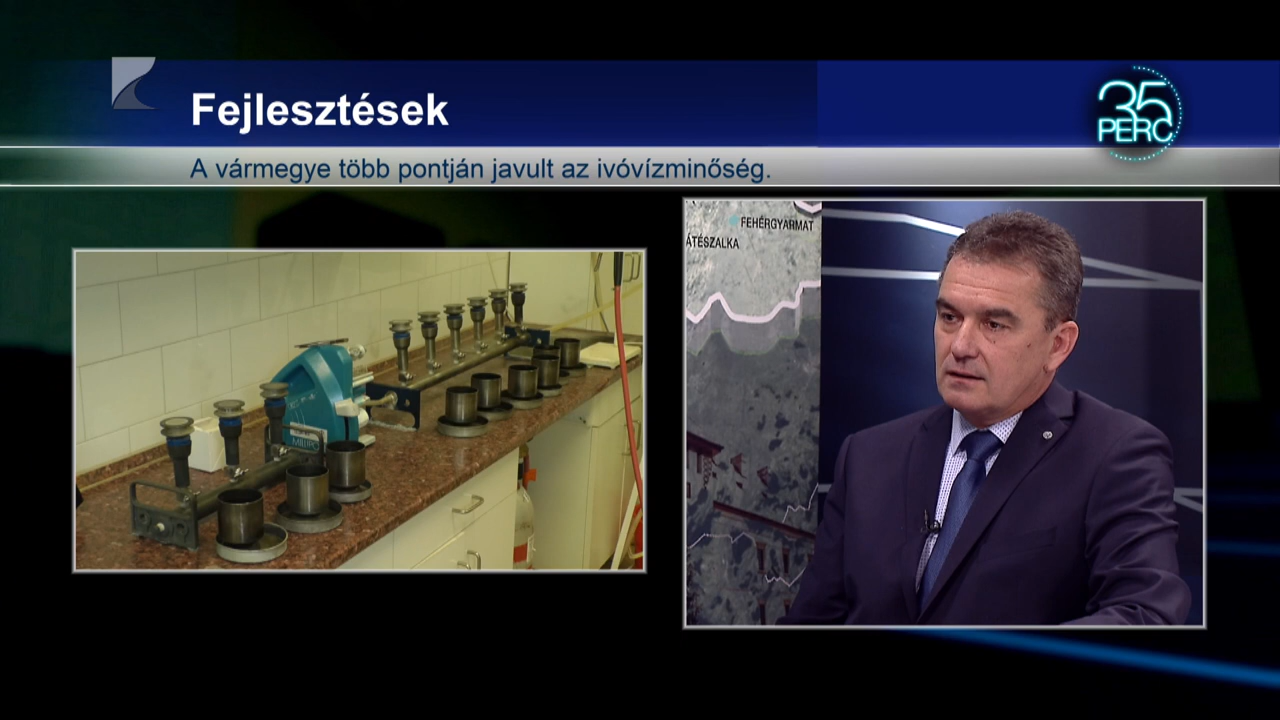 Fejlesztések
35
PERC
A vármegye több pontján javult az ivóvízminőség.
FEHÉRGYARMAT
ÁTÉSZALKA